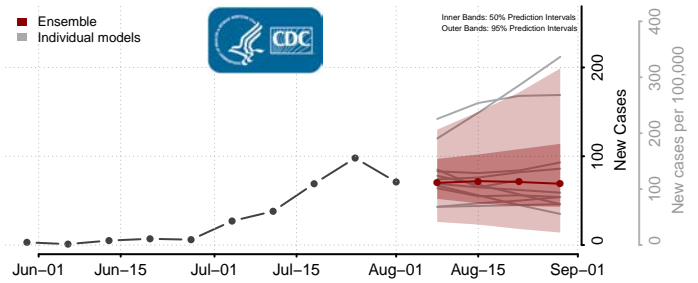 Ensemble
Individual models
CDC
Inner Bands: 50% Prediction Intervals
Outer Bands: 95% Prediction Intervals
200
100
0
New Cases
400
300
200
100
0
New cases per 100,000
Jun−01
Jun−15
Jul−01
Jul−15
Aug−01
Aug−15
Sep−01